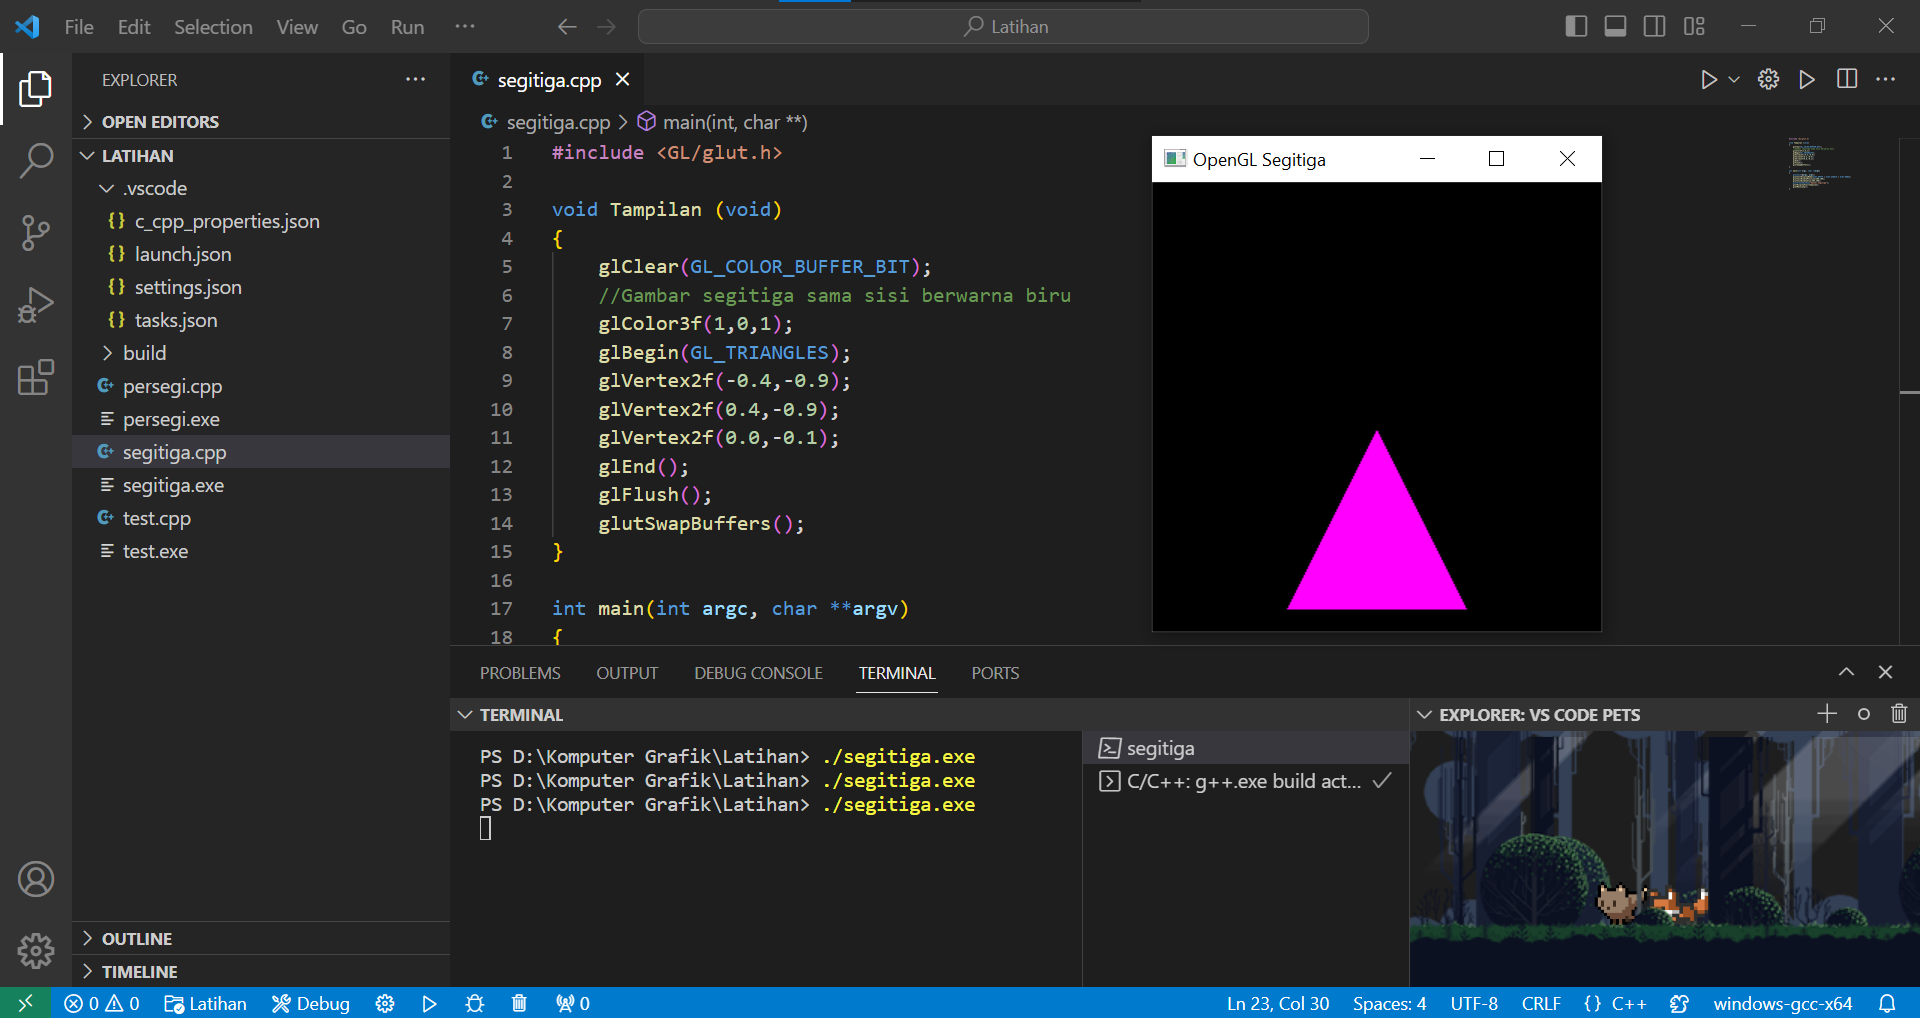 File Edit Selection View Go Run ··· Latihan
EXPLORER ···
OPEN EDITORS
LATIHAN
.vscode
{} c_cpp_properties.json
{} launch.json
{} settings.json
{} tasks.json
build
persegi.cpp
persegi.exe
segitiga.cpp
segitiga.exe
test.cpp
test.exe
OUTLINE
TIMELINE
segitiga.cpp
segitiga.cpp > main(int, char **)
1 #include <GL/glut.h>
2
3 void Tampilan (void)
4 {
5 glClear(GL_COLOR_BUFFER_BIT);
6 //Gambar segitiga sama sisi berwarna biru
7 glColor3f(1,0,1);
8 glBegin(GL_TRIANGLES);
9 glVertex2f(-0.4,-0.9);
10 glVertex2f(0.4,-0.9);
11 glVertex2f(0.0,-0.1);
12 glEnd();
13 glFlush();
14 glutSwapBuffers();
15 }
16
17 int main(int argc, char **argv)
18 {
OpenGL Segitiga
PROBLEMS OUTPUT DEBUG CONSOLE TERMINAL PORTS
TERMINAL
PS D:\Komputer Grafik\Latihan> ./segitiga.exe
PS D:\Komputer Grafik\Latihan> ./segitiga.exe
PS D:\Komputer Grafik\Latihan> ./segitiga.exe
segitiga
C/C++: g++.exe build act...
EXPLORER: VS CODE PETS
0 0 Latihan Debug 0 Ln 23, Col 30 Spaces: 4 UTF-8 CRLF {} C++ windows-gcc-x64